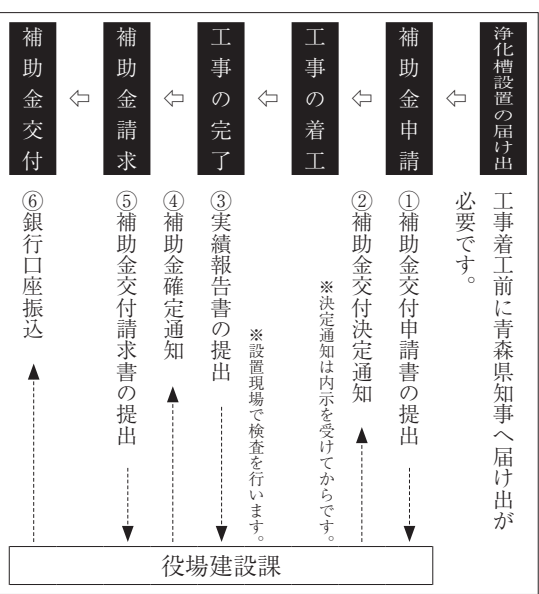 浄化槽設置の届け出
工事着工前に青森県知事へ届け出が
必要です。
⇦
補助金申請
①補助金交付申請書の提出
⇦
②補助金交付決定通知
※決定通知は内示を受けてからです。
工事の着工
⇦
※設置現場で検査を行います。
工事の完了
③実績報告書の提出
⇦
④補助金確定通知
補助金請求
⑤補助金交付請求書の提出
⇦
補助金交付
⑥銀行口座振込
役場建設課